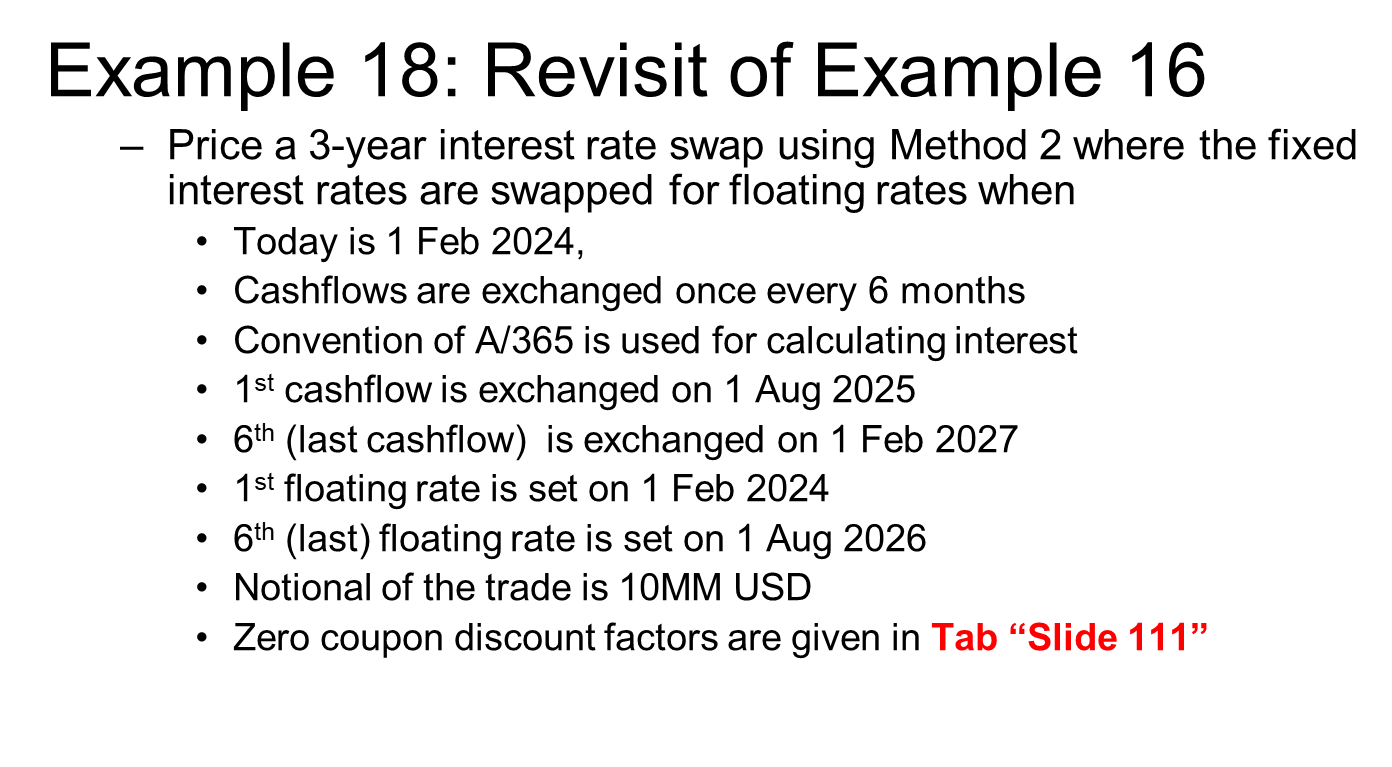 Example 18: Revisit of Example 16
– Price a 3-year interest rate swap using Method 2 where the fixed
interest rates are swapped for floating rates when
• Today is 1 Feb 2024,
• Cashflows are exchanged once every 6 months
• Convention of A/365 is used for calculating interest
• 1st cashflow is exchanged on 1 Aug 2025
• 6th (last cashflow) is exchanged on 1 Feb 2027
• 1st floating rate is set on 1 Feb 2024
• 6th (last) floating rate is set on 1 Aug 2026
• Notional of the trade is 10MM USD
• Zero coupon discount factors are given in Tab “Slide 111”